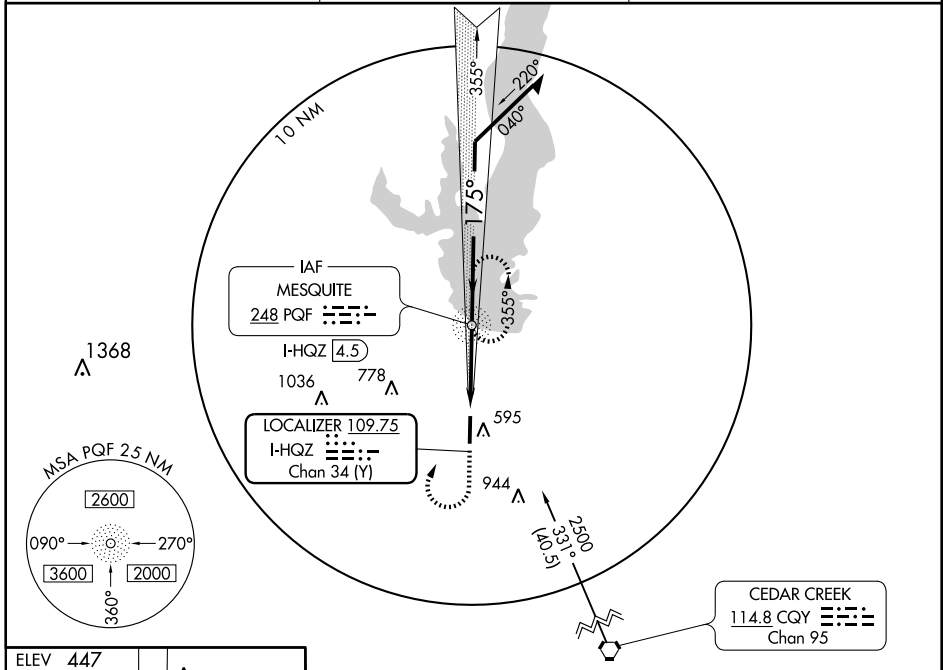 10 NM
355°
220°
040°
175°
IAF
MESQUITE
248 PQF
I-HQZ 4.5
355°
1368
1036
778
595
LOCALIZER 109.75
I-HQZ
Chan 34 (Y)
944
MSA PQF 25 NM
2600
090°
270°
3600
2000
360°
2500
331°
(40.5)
CEDAR CREEK
114.8 CQY
Chan 95
ELEV 447